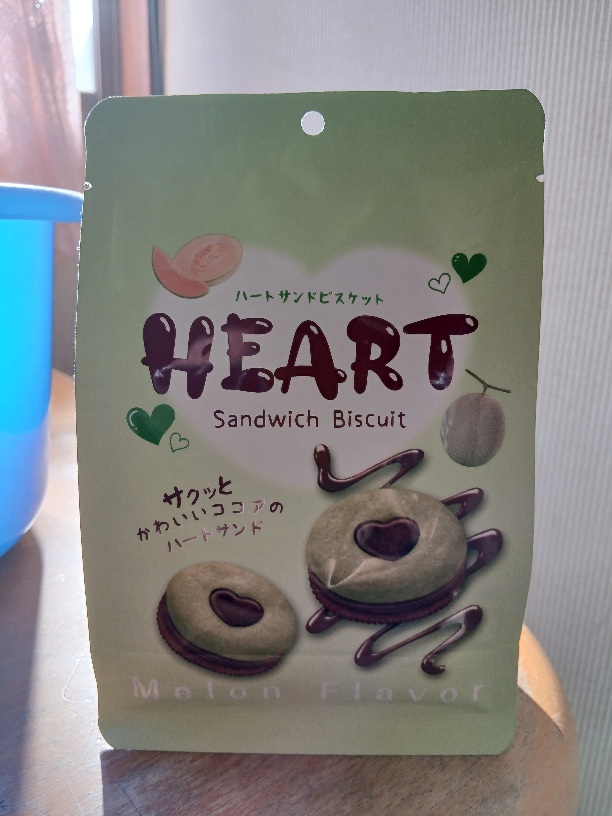 ハートサンドビスケット
HEART
Sandwich Biscuit
サクッと
かわいいココアの
ハートサンド
Melon Flavor